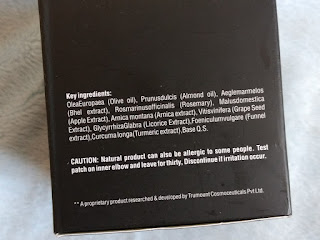 Key ingredients:
OleaEuropaea (Olive oil), Prunusdulcis (Almond oil), Aeglemarmelos
(Bhel extract), Rosmarinusofficinalis (Rosemary), Malusdomestica
(Apple Extract), Arnica montana (Arnica extract), Vitisvinifera (Grape Seed
Extract), GlycyrrhizaGlabra (Licorice Extract),Foeniculumvulgare (Funnel
extract),Curcuma longa(Turmeric extract),Base Q.S.
CAUTION: Natural product can also be allergic to some people. Test
patch on inner elbow and leave for thirty, Discontinue if irritation occur.
** A proprietary product researched & developed by Trumount Cosmoceuticals Pvt Ltd.